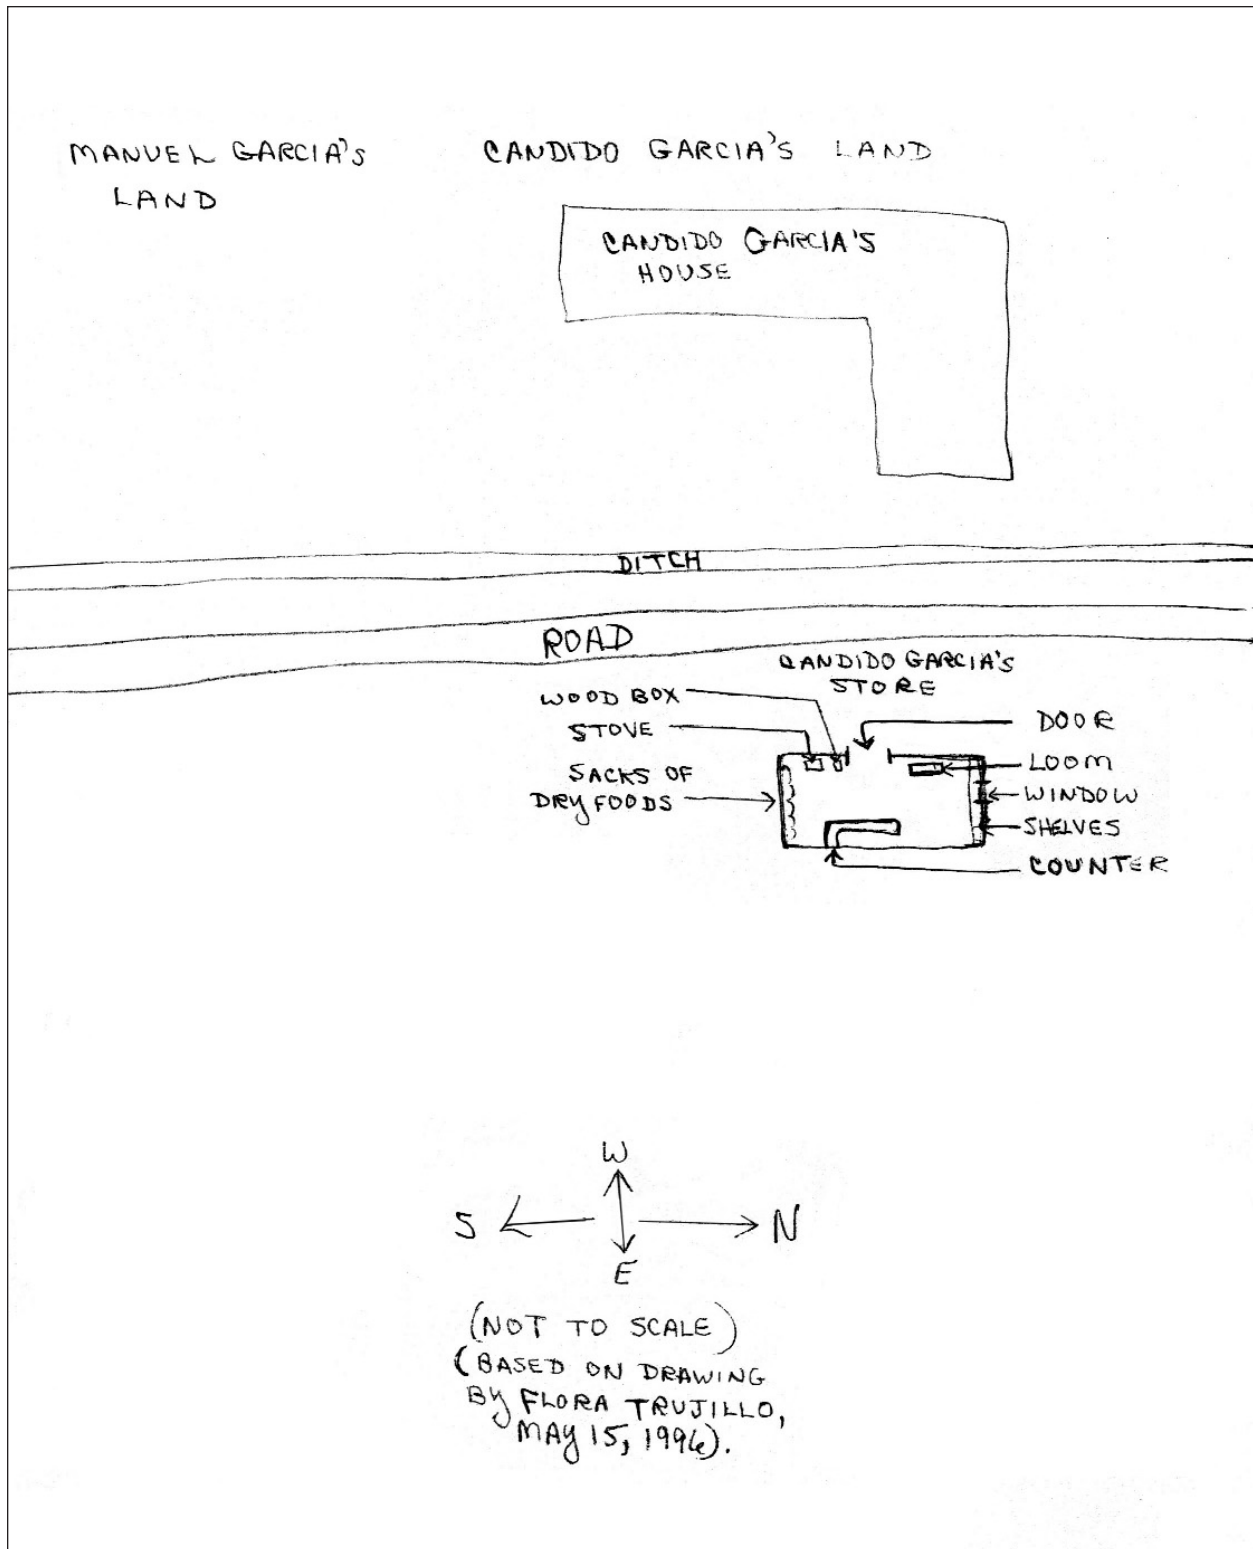 MANUEL GARCIA'S
LAND
CANDIDO GARCIA'S LAND
CANDIDO GARCIA'S
HOUSE
DITCH
ROAD
CANDIDO GARCIA'S
STORE
WOOD BOX
STOVE
SACKS OF
DRY FOODS
DOOR
LOOM
WINDOW
SHELVES
COUNTER
W
S
N
E
(NOT TO SCALE)
(BASED ON DRAWING
BY FLORA TRUJILLO,
MAY 15, 1996).